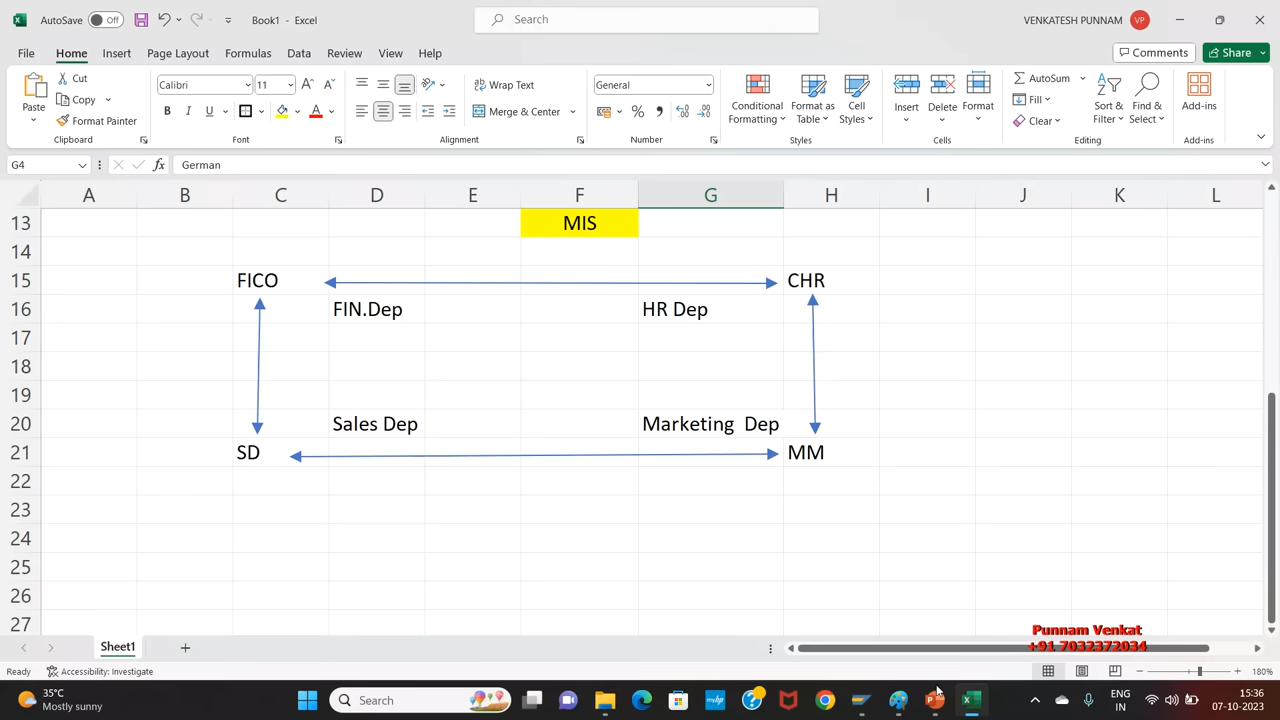 AutoSave Off Book1 - Excel Search VENKATESH PUNNAM VP
File Home Insert Page Layout Formulas Data Review View Help Comments Share
Paste Cut Copy Format Painter Clipboard
Calibri 11 B I U A Font
Wrap Text Merge & Center Alignment
General % , Number
Conditional Formatting Format as Table Cell Styles Styles
Insert Delete Format Cells
AutoSum Fill Clear Sort & Filter Find & Select Editing
Add-ins Add-ins
G4 fx German
A B C D E F G H I J K L
13 MIS
14
15 FICO CHR
16 FIN.Dep HR Dep
17
18
19
20 Sales Dep Marketing Dep
21 SD MM
22
23
24
25
26
27
Sheet1
Punnam Venkat
+91 7032372034
Ready Accessibility: Investigate 180%
35°C
Mostly sunny
Search
ENG
IN
15:36
07-10-2023